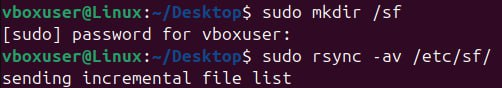 vboxuser@Linux:~/Desktop$ sudo mkdir /sf
[sudo] password for vboxuser:
vboxuser@Linux:~/Desktop$ sudo rsync -av /etc/sf/
sending incremental file list